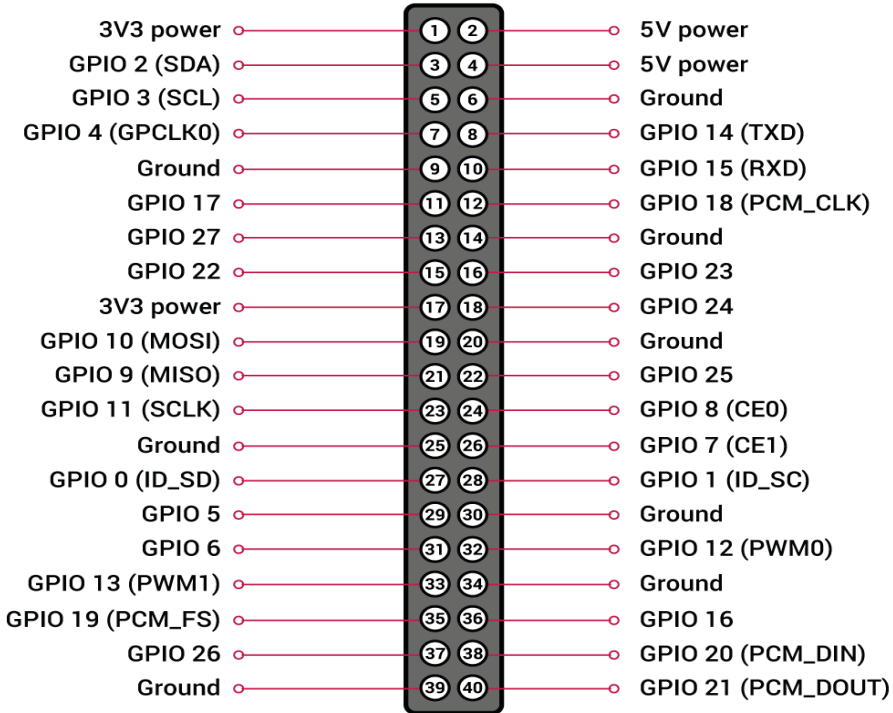 3V3 power 1 2 5V power
GPIO 2 (SDA) 3 4 5V power
GPIO 3 (SCL) 5 6 Ground
GPIO 4 (GPCLK0) 7 8 GPIO 14 (TXD)
Ground 9 10 GPIO 15 (RXD)
GPIO 17 11 12 GPIO 18 (PCM_CLK)
GPIO 27 13 14 Ground
GPIO 22 15 16 GPIO 23
3V3 power 17 18 GPIO 24
GPIO 10 (MOSI) 19 20 Ground
GPIO 9 (MISO) 21 22 GPIO 25
GPIO 11 (SCLK) 23 24 GPIO 8 (CE0)
Ground 25 26 GPIO 7 (CE1)
GPIO 0 (ID_SD) 27 28 GPIO 1 (ID_SC)
GPIO 5 29 30 Ground
GPIO 6 31 32 GPIO 12 (PWM0)
GPIO 13 (PWM1) 33 34 Ground
GPIO 19 (PCM_FS) 35 36 GPIO 16
GPIO 26 37 38 GPIO 20 (PCM_DIN)
Ground 39 40 GPIO 21 (PCM_DOUT)